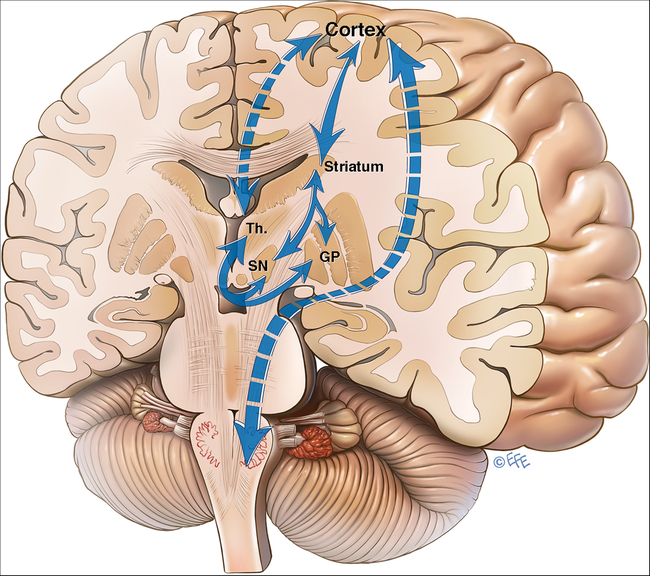 Cortex
Striatum
Th.
SN
GP
©EFE